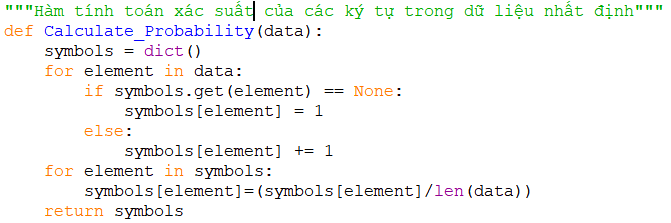 """Hàm tính toán xác suất của các ký tự trong dữ liệu nhất định"""
def Calculate_Probability(data):
    symbols = dict()
    for element in data:
        if symbols.get(element) == None:
            symbols[element] = 1
        else:
            symbols[element] += 1
    for element in symbols:
        symbols[element]=(symbols[element]/len(data))
    return symbols